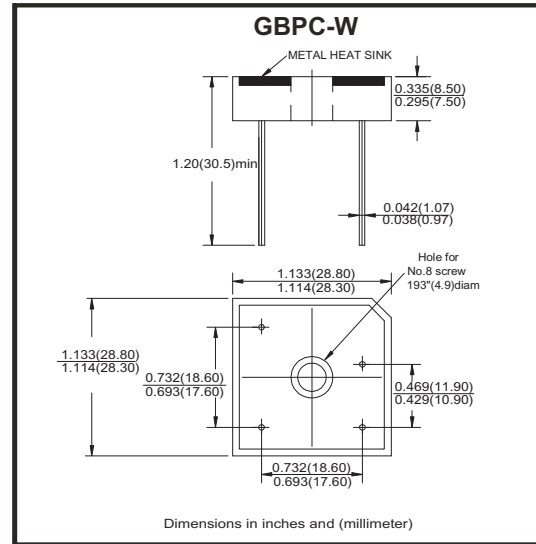 GBPC-W
METAL HEAT SINK
0.335(8.50)
0.295(7.50)
1.20(30.5)min
0.042(1.07)
0.038(0.97)
Hole for
No.8 screw
193"(4.9)diam
1.133(28.80)
1.114(28.30)
1.133(28.80)
1.114(28.30)
0.732(18.60)
0.693(17.60)
0.469(11.90)
0.429(10.90)
0.732(18.60)
0.693(17.60)
Dimensions in inches and (millimeter)